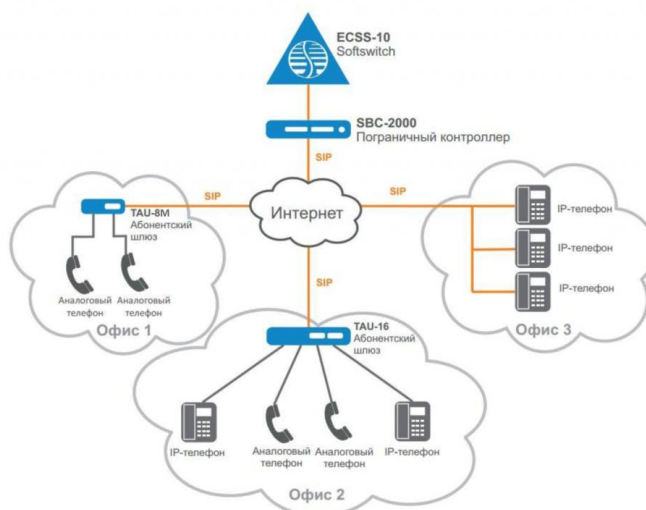 ECSS-10
Softswitch
SBC-2000
Пограничный контроллер
SIP
SIP
SIP
Интернет
TAU-8M
Абонентский
шлюз
IP-телефон
IP-телефон
IP-телефон
Аналоговый
телефон
Аналоговый
телефон
Офис 1
SIP
Офис 3
TAU-16
Абонентский
шлюз
IP-телефон
Аналоговый
телефон
Аналоговый
телефон
IP-телефон
Офис 2